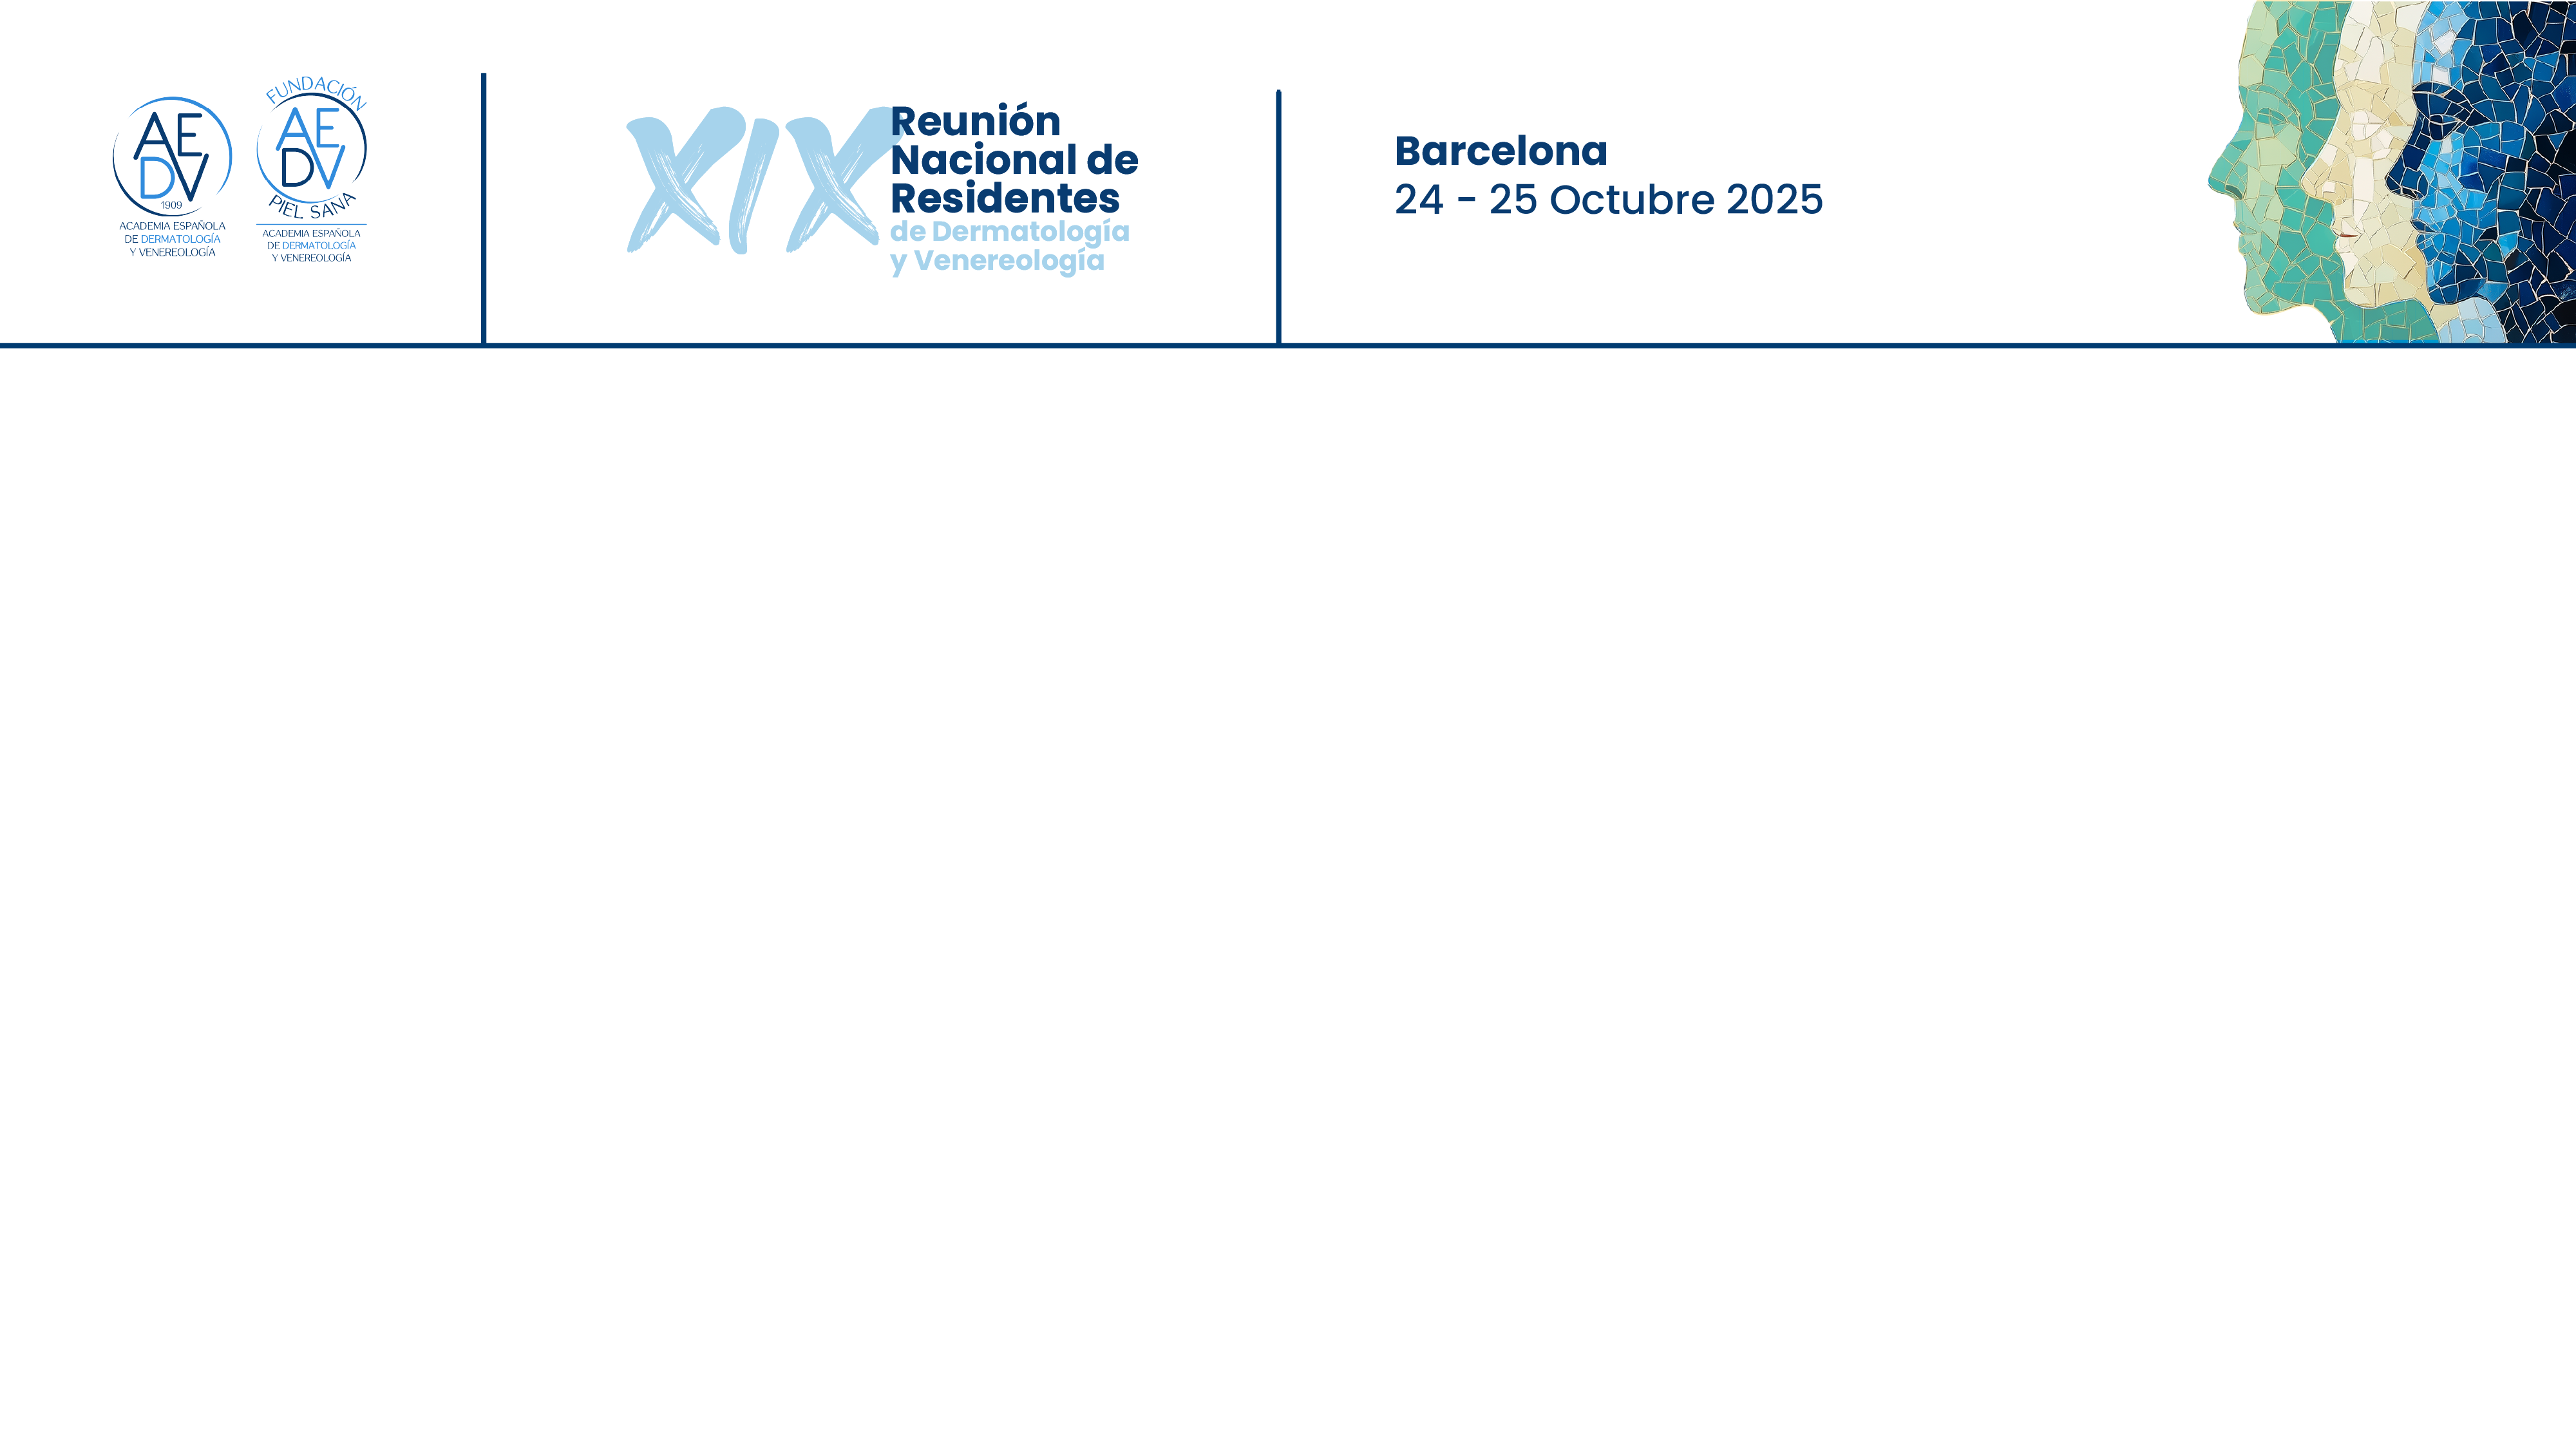 AE
DV
1909
ACADEMIA ESPAÑOLA
DE DERMATOLOGÍA
Y VENEREOLOGÍA
FUNDACIÓN
AE
DV
PIEL SANA
ACADEMIA ESPAÑOLA
DE DERMATOLOGÍA
Y VENEREOLOGÍA
XIX
Reunión
Nacional de
Residentes
de Dermatología
y Venereología
Barcelona
24 - 25 Octubre 2025